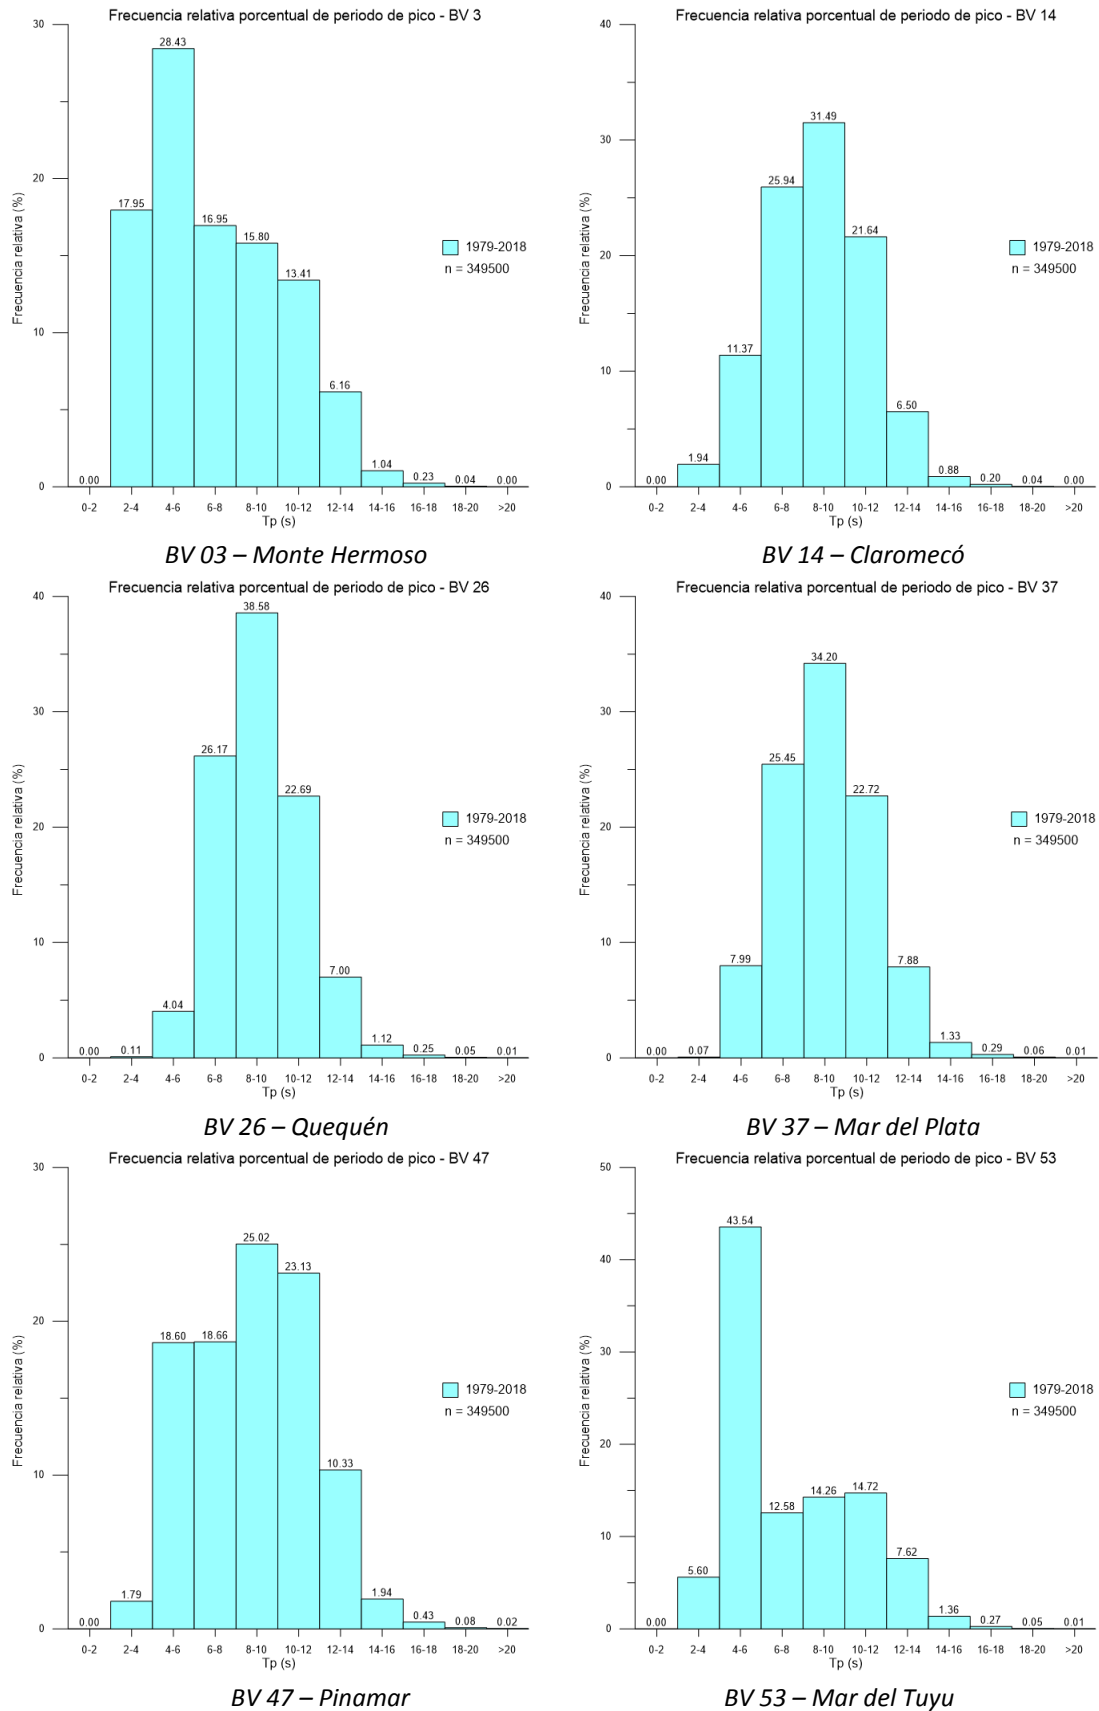 Frecuencia relativa porcentual de periodo de pico - BV 3
30
20
10
0
Frecuencia relativa (%)
0.00 17.95 28.43 16.95 15.80 13.41 6.16 1.04 0.23 0.04 0.00
1979-2018
n = 349500
0-2 2-4 4-6 6-8 8-10 10-12 12-14 14-16 16-18 18-20 >20
Tp (s)
BV 03 – Monte Hermoso
Frecuencia relativa porcentual de periodo de pico - BV 14
40
30
20
10
0
Frecuencia relativa (%)
0.00 1.94 11.37 25.94 31.49 21.64 6.50 0.88 0.20 0.04 0.00
1979-2018
n = 349500
0-2 2-4 4-6 6-8 8-10 10-12 12-14 14-16 16-18 18-20 >20
Tp (s)
BV 14 – Claromecó
Frecuencia relativa porcentual de periodo de pico - BV 26
40
30
20
10
0
Frecuencia relativa (%)
0.00 0.11 4.04 26.17 38.58 22.69 7.00 1.12 0.25 0.05 0.01
1979-2018
n = 349500
0-2 2-4 4-6 6-8 8-10 10-12 12-14 14-16 16-18 18-20 >20
Tp (s)
BV 26 – Quequén
Frecuencia relativa porcentual de periodo de pico - BV 37
40
30
20
10
0
Frecuencia relativa (%)
0.00 0.07 7.99 25.45 34.20 22.72 7.88 1.33 0.29 0.06 0.01
1979-2018
n = 349500
0-2 2-4 4-6 6-8 8-10 10-12 12-14 14-16 16-18 18-20 >20
Tp (s)
BV 37 – Mar del Plata
Frecuencia relativa porcentual de periodo de pico - BV 47
30
20
10
0
Frecuencia relativa (%)
0.00 1.79 18.60 18.66 25.02 23.13 10.33 1.94 0.43 0.08 0.02
1979-2018
n = 349500
0-2 2-4 4-6 6-8 8-10 10-12 12-14 14-16 16-18 18-20 >20
Tp (s)
BV 47 – Pinamar
Frecuencia relativa porcentual de periodo de pico - BV 53
50
40
30
20
10
0
Frecuencia relativa (%)
0.00 5.60 43.54 12.58 14.26 14.72 7.62 1.36 0.27 0.05 0.01
1979-2018
n = 349500
0-2 2-4 4-6 6-8 8-10 10-12 12-14 14-16 16-18 18-20 >20
Tp (s)
BV 53 – Mar del Tuyu